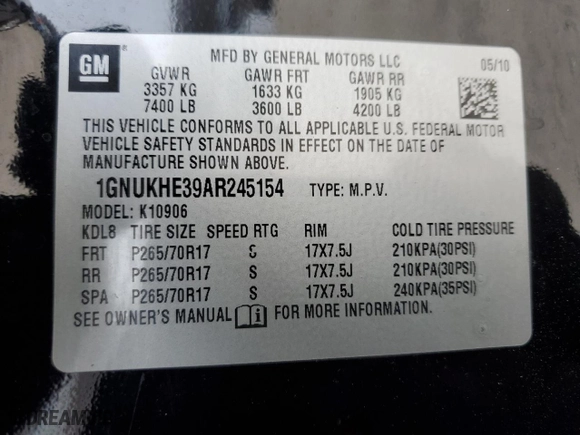 GM
MFD BY GENERAL MOTORS LLC 05/10
GVWR GAWR FRT GAWR RR
3357 KG 1633 KG 1905 KG
7400 LB 3600 LB 4200 LB
THIS VEHICLE CONFORMS TO ALL APPLICABLE U.S. FEDERAL MOTOR
VEHICLE SAFETY STANDARDS IN EFFECT ON THE DATE OF
MANUFACTURE SHOWN ABOVE.
1GNUKHE39AR245154 TYPE: M.P.V.
MODEL: K10906
KDL8 TIRE SIZE SPEED RTG RIM COLD TIRE PRESSURE
FRT P265/70R17 S 17X7.5J 210KPA(30PSI)
RR P265/70R17 S 17X7.5J 210KPA(30PSI)
SPA P265/70R17 S 17X7.5J 240KPA(35PSI)
SEE OWNER'S MANUAL FOR MORE INFORMATION.